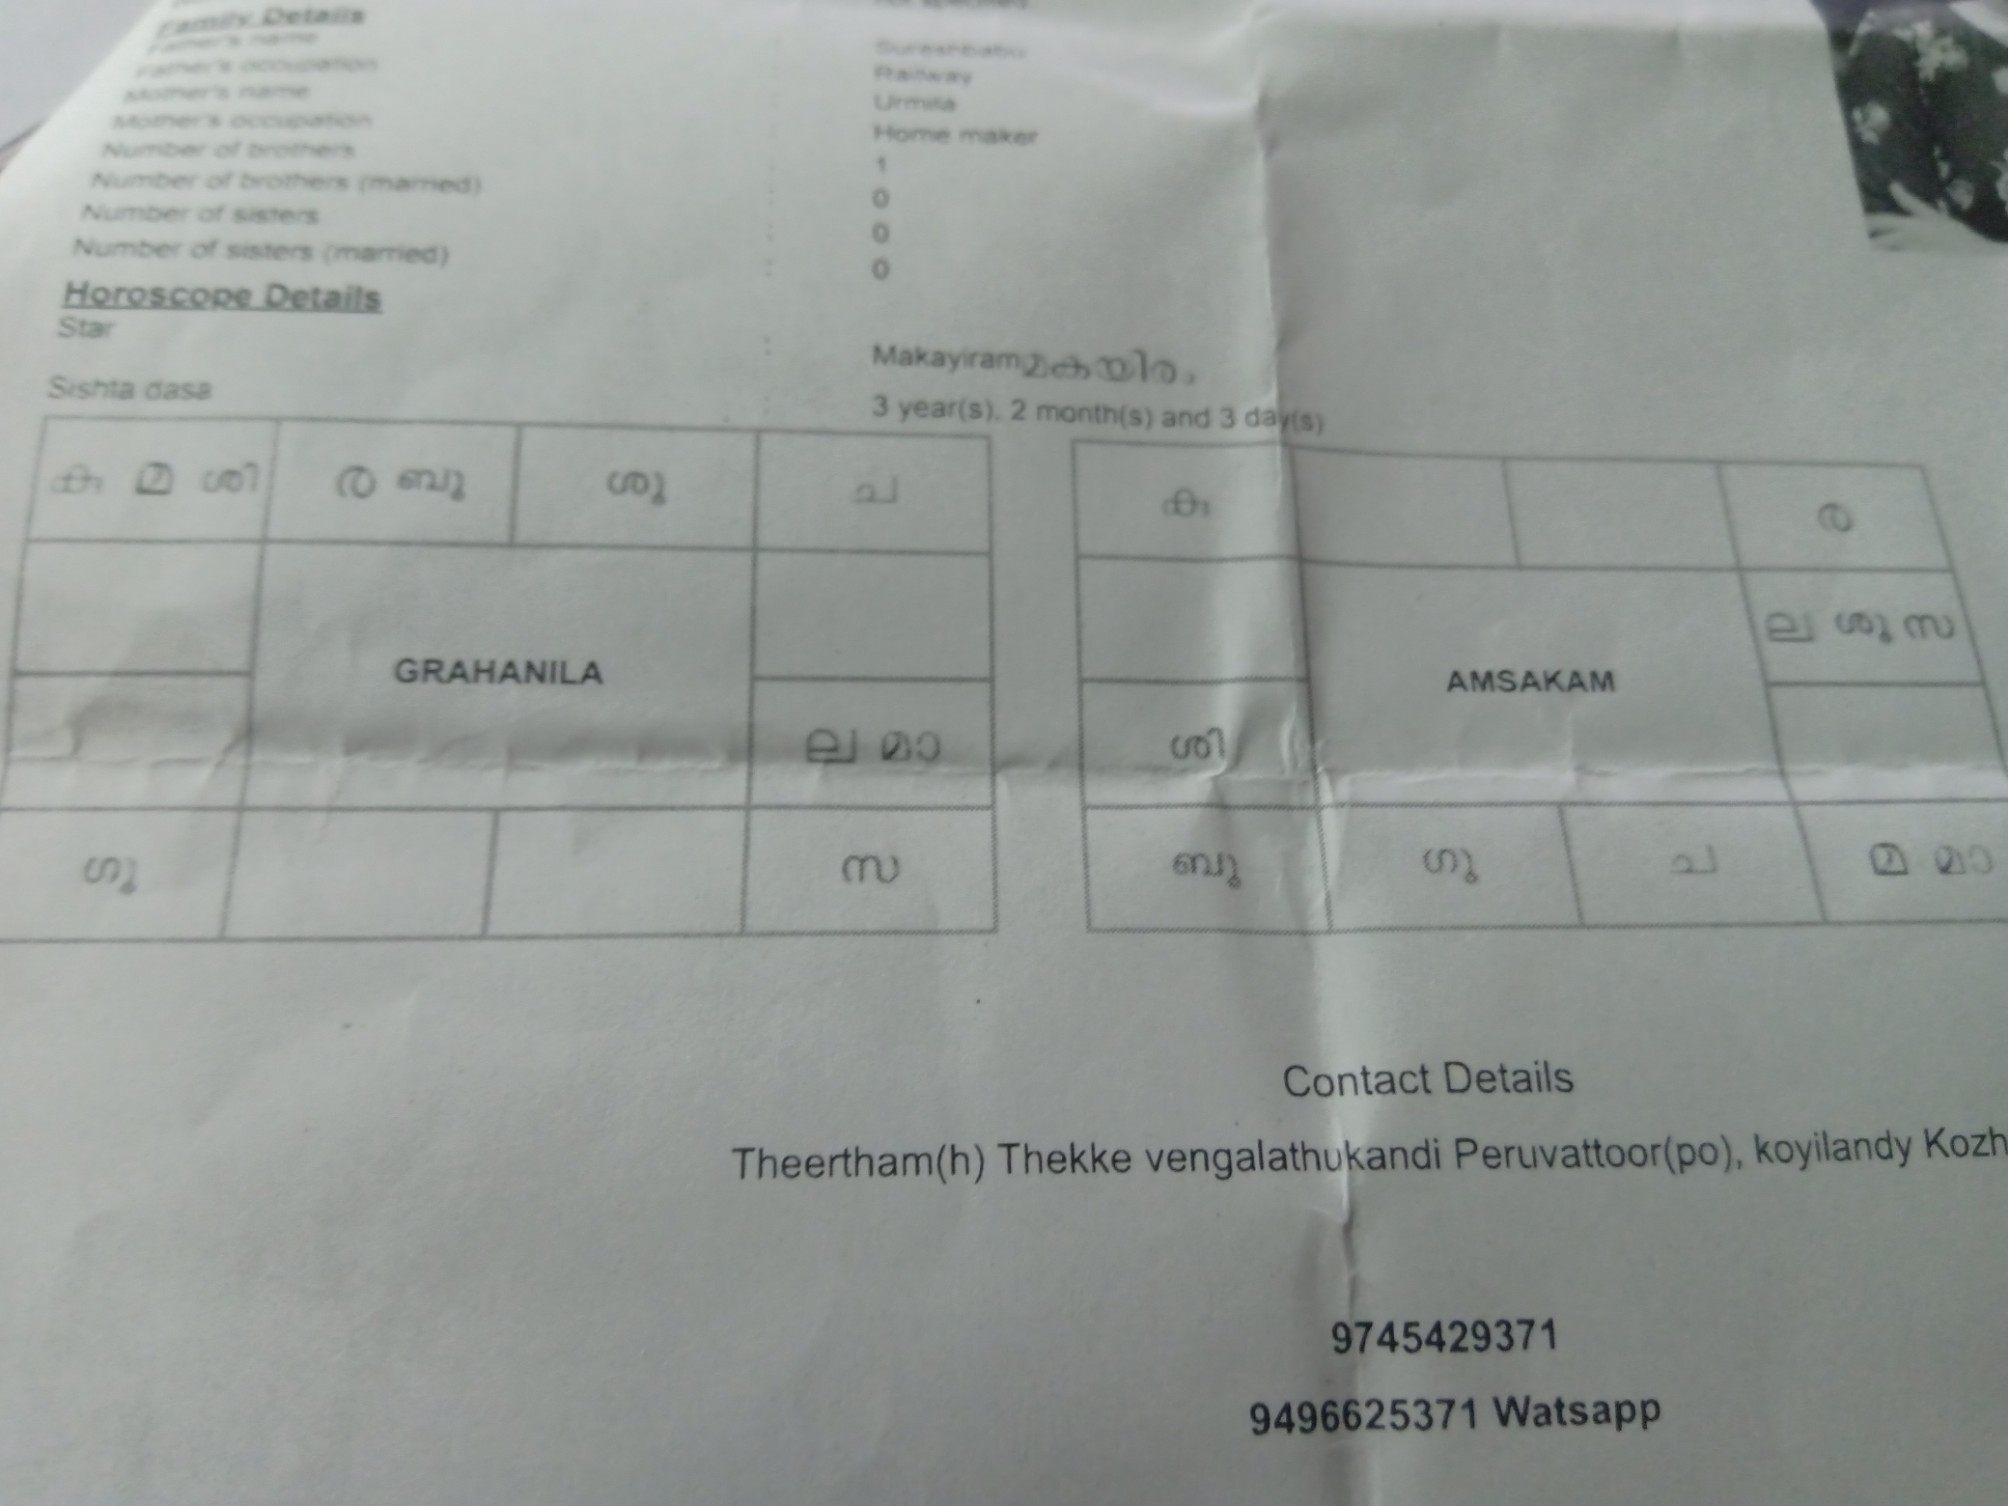 Family Details
Father's name
Father's occupation : Sureshbabu
Mother's name : Railway
Mother's occupation : Urmila
Number of brothers : Home maker
Number of brothers (married) : 1
Number of sisters : 0
Number of sisters (married) : 0
: 0
Horoscope Details
Star : Makayiram മകയിരം
Sishta dasa : 3 year(s), 2 month(s) and 3 day(s)
ക മ ശി ര ബു ശു ച
ക ര
GRAHANILA
ല ശു സ
AMSAKAM
ല മാ
ശി
ഗു സ
ബു ഗു ച മ മാ
Contact Details
Theertham(h) Thekke vengalathukandi Peruvattoor(po), koyilandy Kozh
9745429371
9496625371 Watsapp